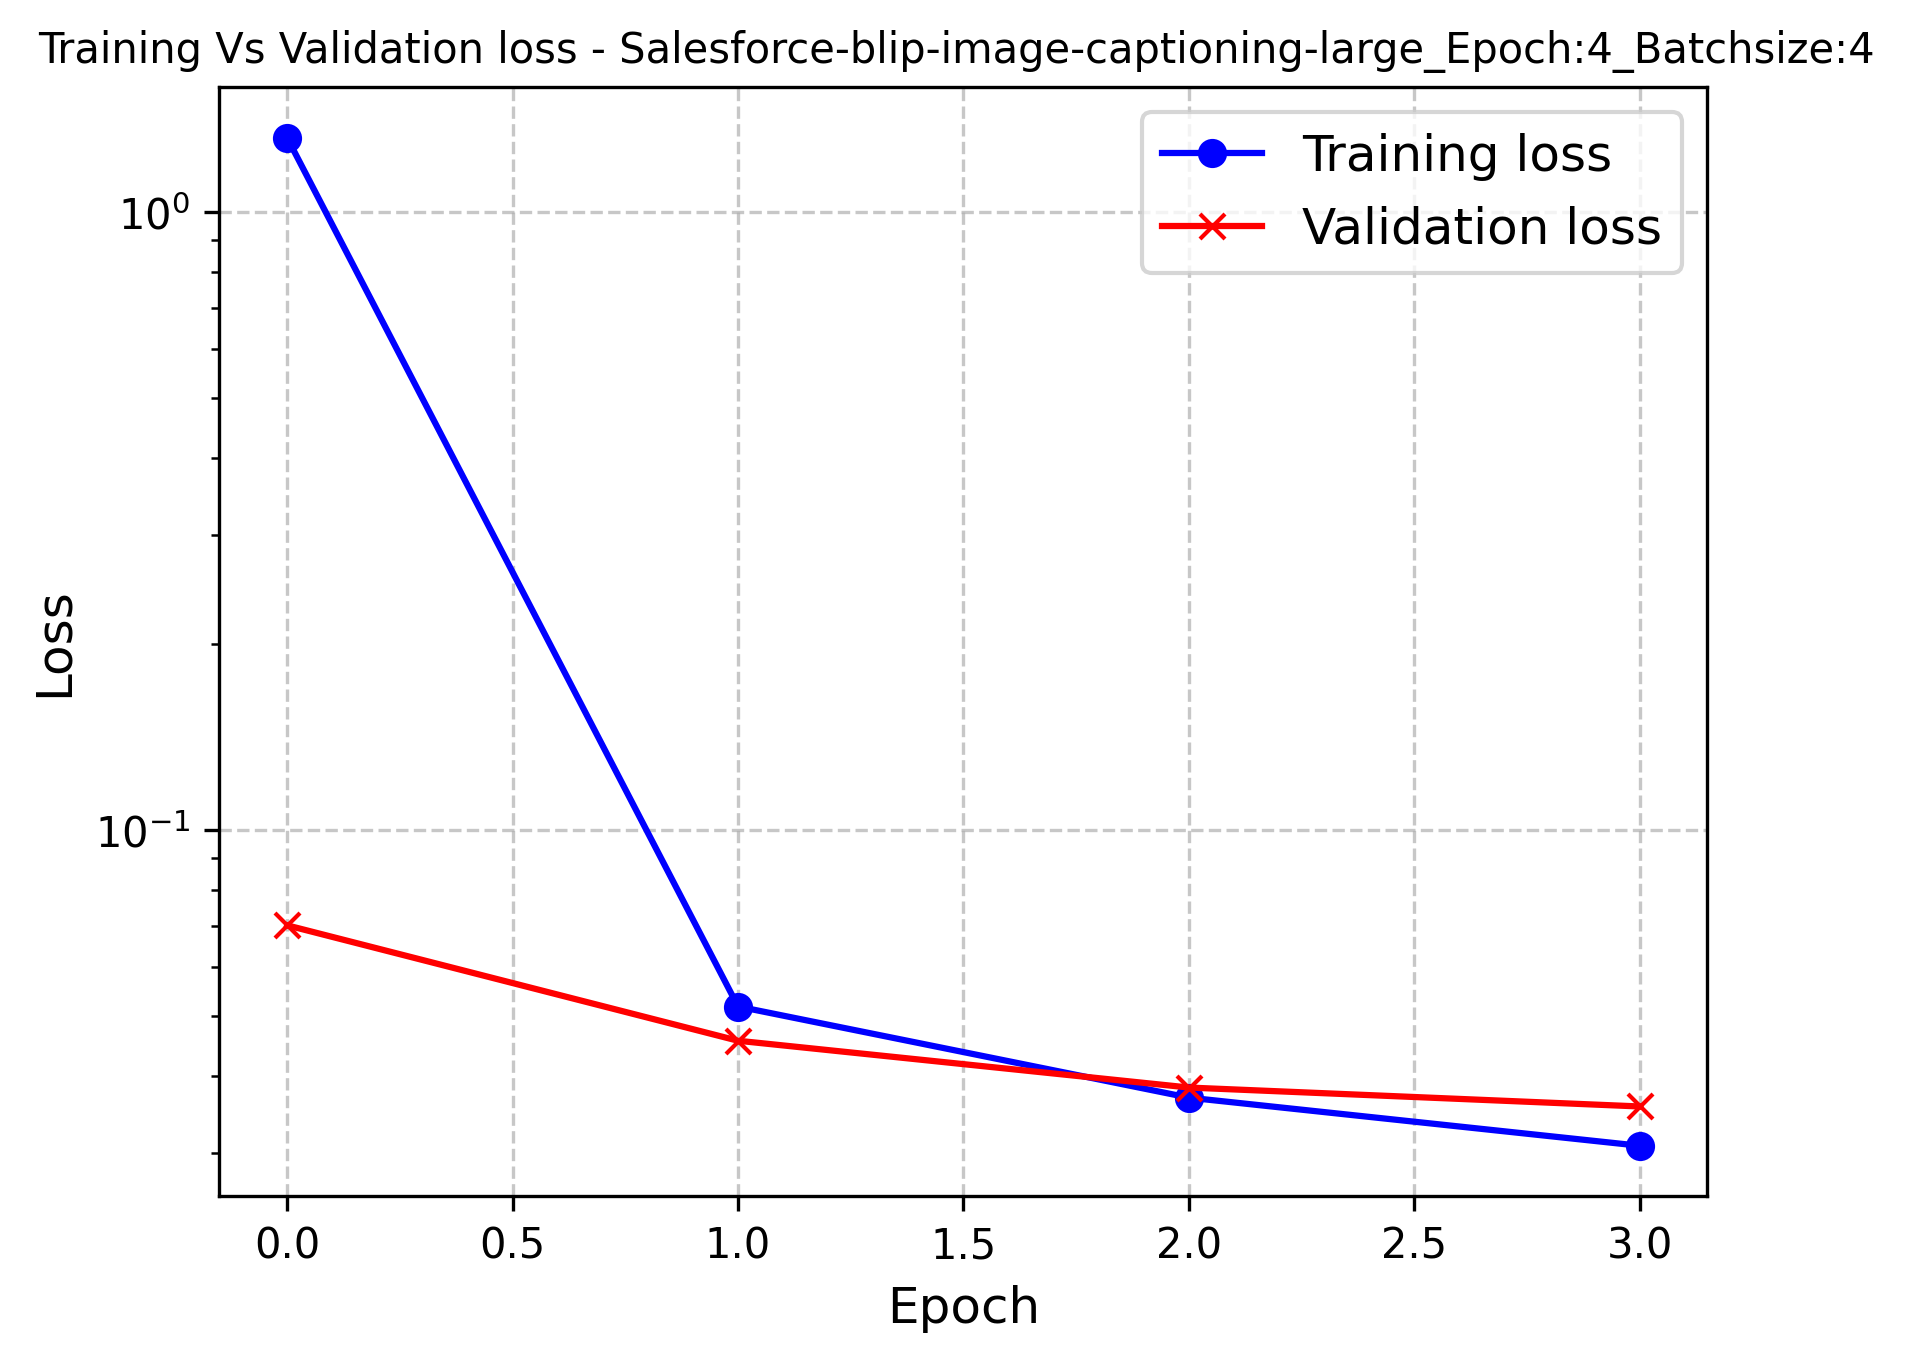 Training Vs Validation loss - Salesforce-blip-image-captioning-large_Epoch:4_Batchsize:4
Training loss
Validation loss
10⁰
10⁻¹
Loss
0.0 0.5 1.0 1.5 2.0 2.5 3.0
Epoch